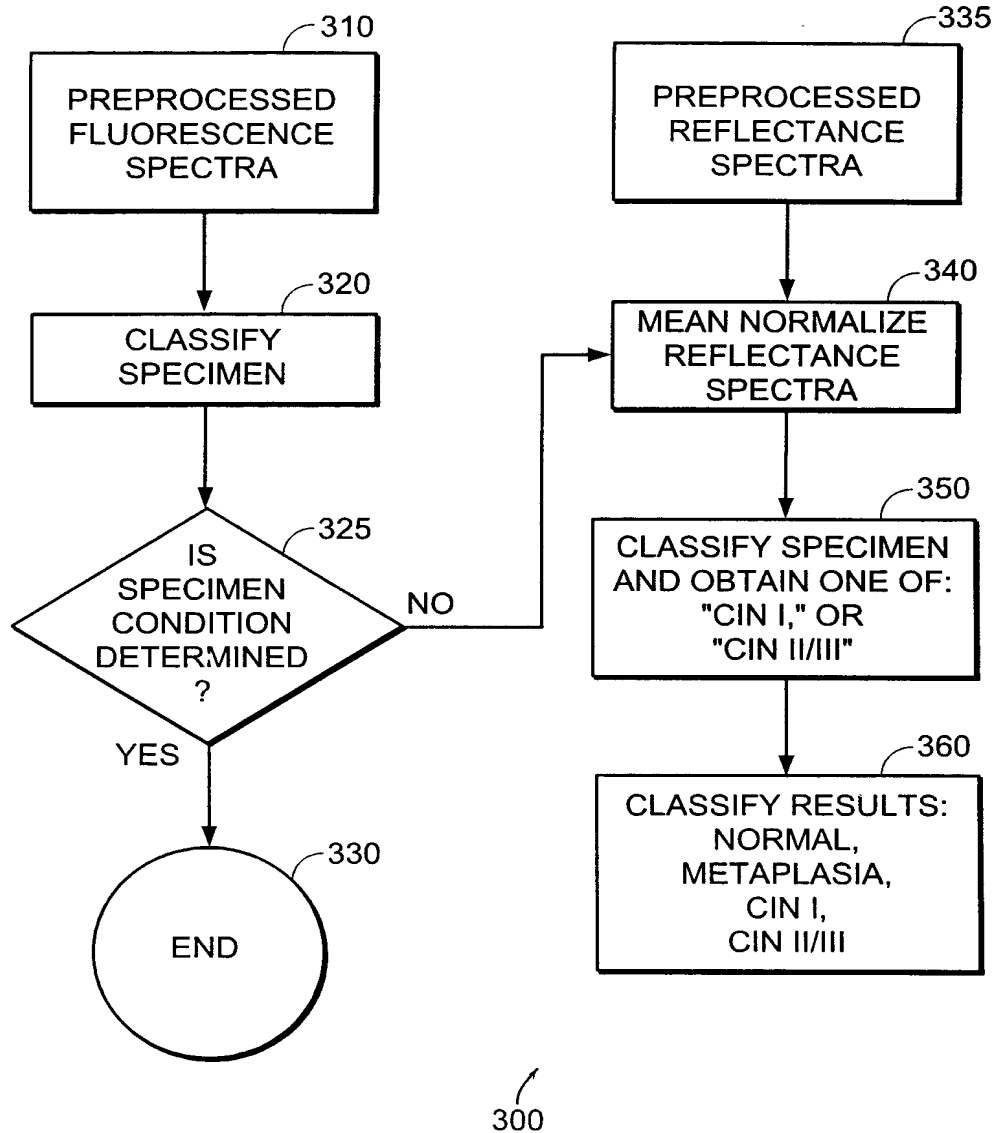 310
PREPROCESSED
FLUORESCENCE
SPECTRA
320
CLASSIFY
SPECIMEN
325
IS
SPECIMEN
CONDITION
DETERMINED
?
NO
YES
330
END
335
PREPROCESSED
REFLECTANCE
SPECTRA
340
MEAN NORMALIZE
REFLECTANCE
SPECTRA
350
CLASSIFY SPECIMEN
AND OBTAIN ONE OF:
"CIN I," OR
"CIN II/III"
360
CLASSIFY RESULTS:
NORMAL,
METAPLASIA,
CIN I,
CIN II/III
300